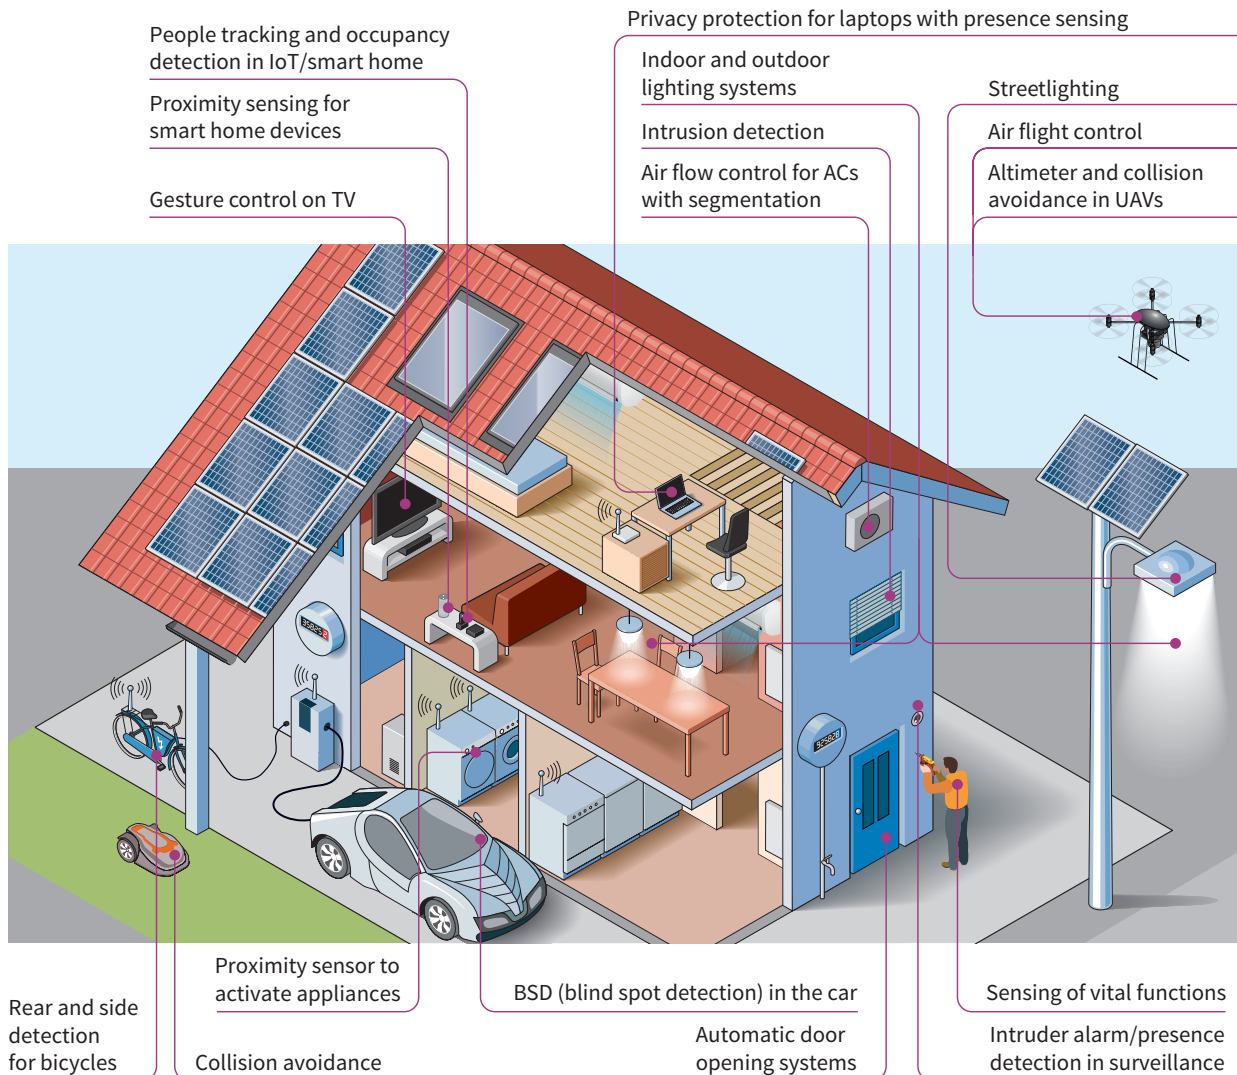 People tracking and occupancy
detection in IoT/smart home
Proximity sensing for
smart home devices
Gesture control on TV
Privacy protection for laptops with presence sensing
Indoor and outdoor
lighting systems
Intrusion detection
Air flow control for ACs
with segmentation
Streetlighting
Air flight control
Altimeter and collision
avoidance in UAVs
Rear and side
detection
for bicycles
Collision avoidance
Proximity sensor to
activate appliances
BSD (blind spot detection) in the car
Automatic door
opening systems
Sensing of vital functions
Intruder alarm/presence
detection in surveillance